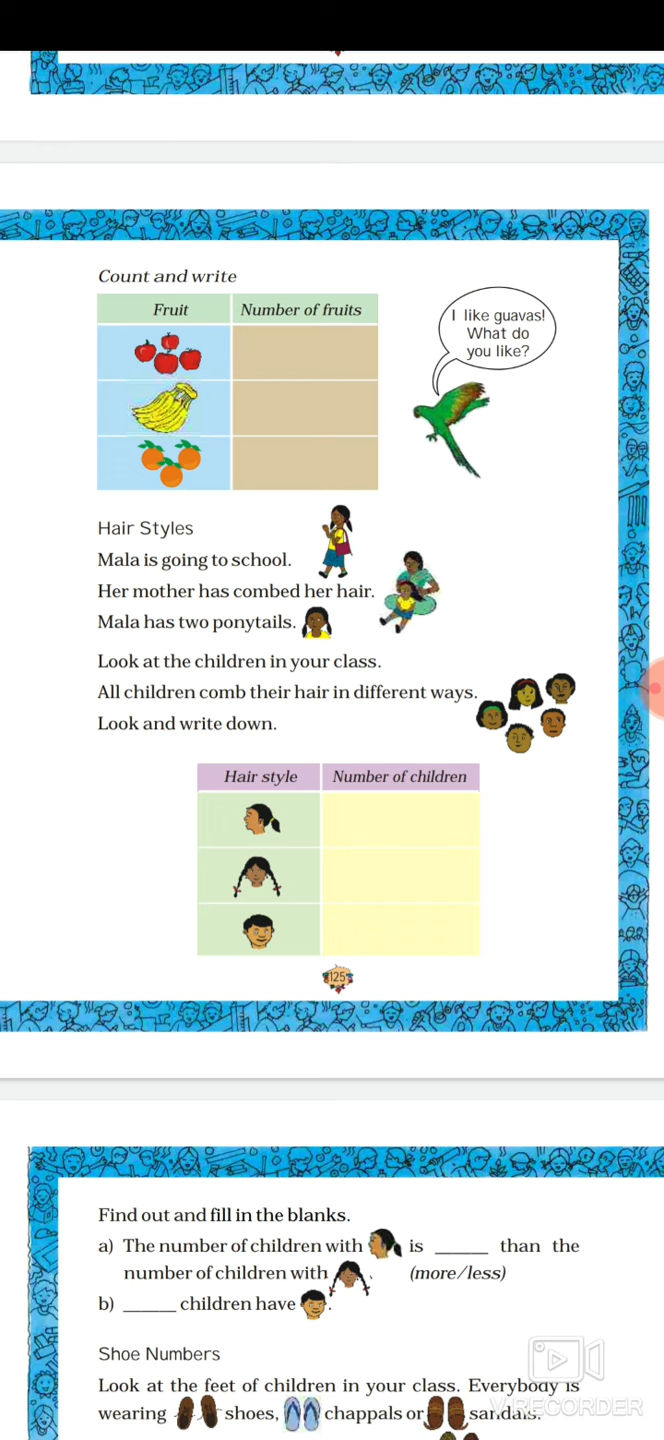 Count and write
Fruit Number of fruits
I like guavas!
What do
you like?
Hair Styles
Mala is going to school.
Her mother has combed her hair.
Mala has two ponytails.
Look at the children in your class.
All children comb their hair in different ways.
Look and write down.
Hair style Number of children
125
Find out and fill in the blanks.
a) The number of children with is ______ than the
number of children with . (more/less)
b) ______ children have .
Shoe Numbers
Look at the feet of children in your class. Everybody is
wearing shoes, chappals or sandals.
V RECORDER